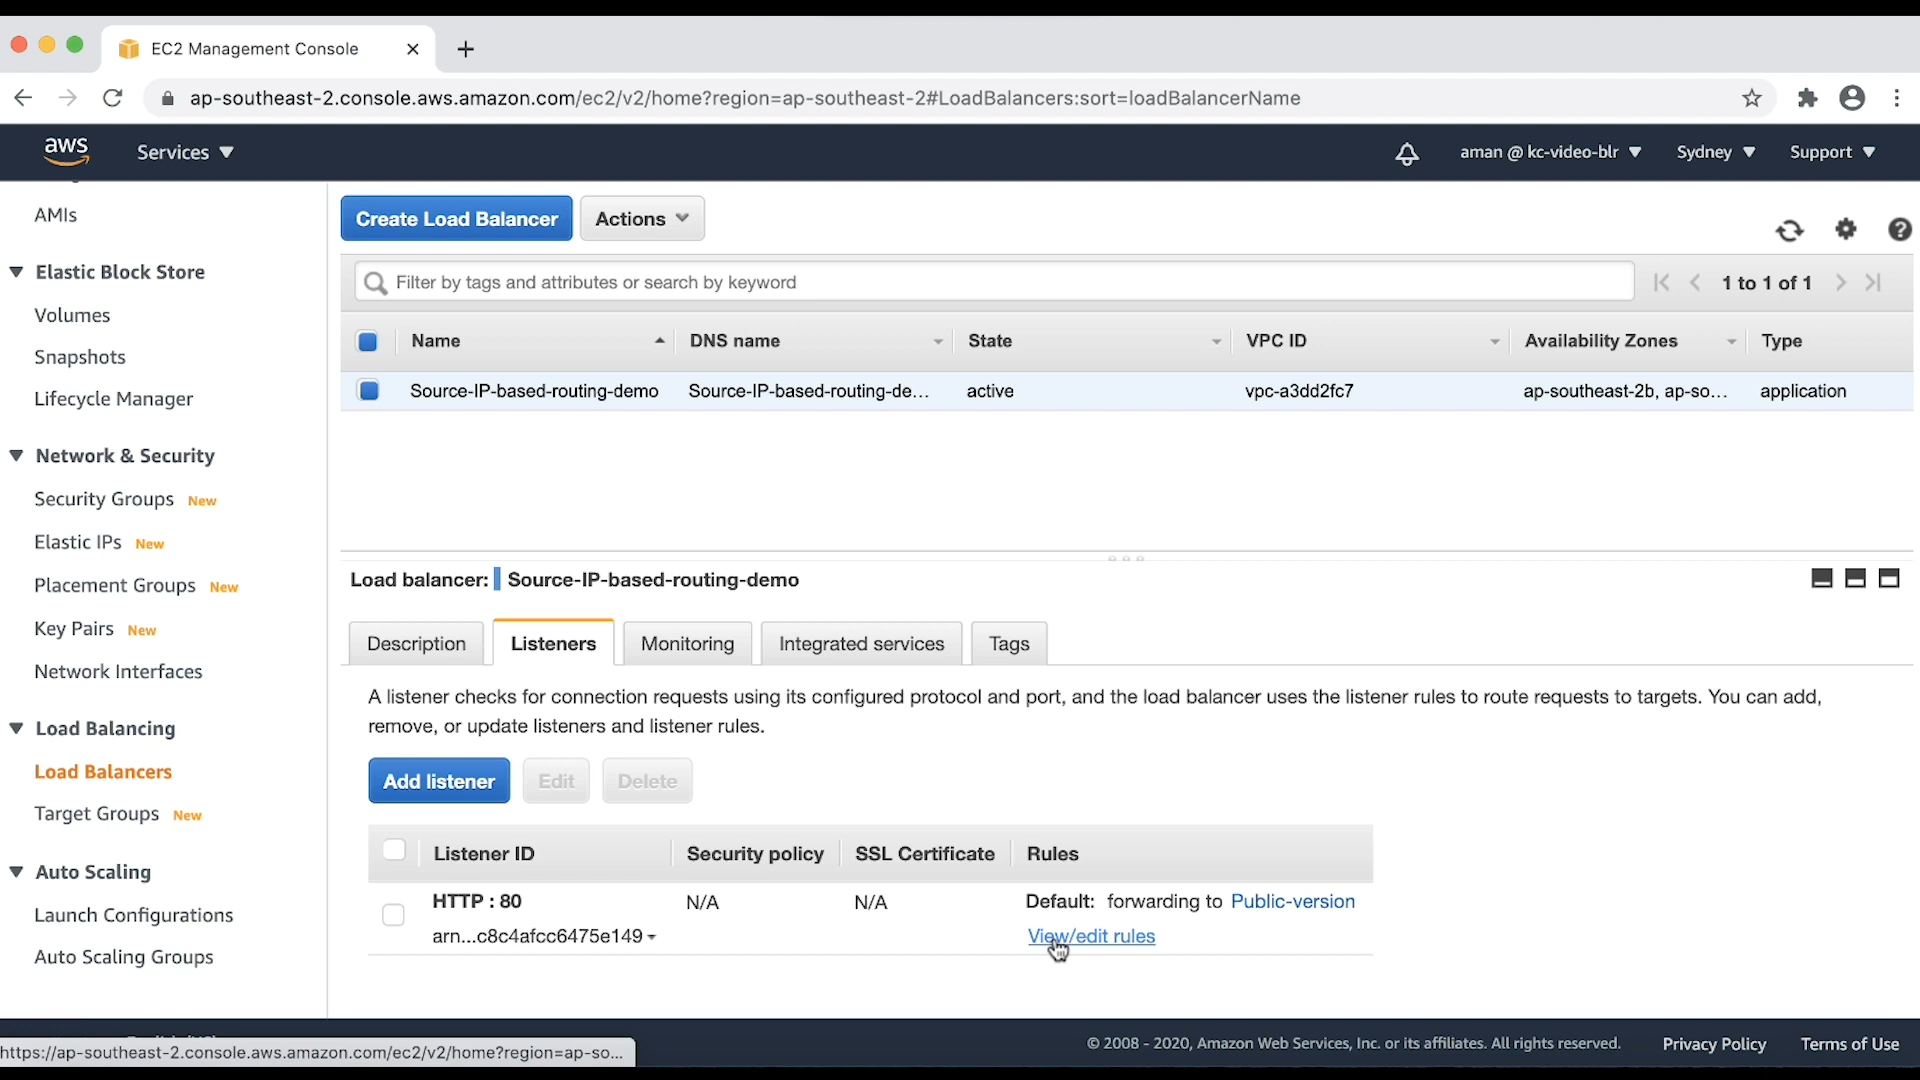 EC2 Management Console
ap-southeast-2.console.aws.amazon.com/ec2/v2/home?region=ap-southeast-2#LoadBalancers:sort=loadBalancerName
aws
Services
aman @ kc-video-blr
Sydney
Support
AMIs
Elastic Block Store
Volumes
Snapshots
Lifecycle Manager
Network & Security
Security Groups New
Elastic IPs New
Placement Groups New
Key Pairs New
Network Interfaces
Load Balancing
Load Balancers
Target Groups New
Auto Scaling
Launch Configurations
Auto Scaling Groups
Create Load Balancer
Actions
Filter by tags and attributes or search by keyword
1 to 1 of 1
Name DNS name State VPC ID Availability Zones Type
Source-IP-based-routing-demo Source-IP-based-routing-de... active vpc-a3dd2fc7 ap-southeast-2b, ap-so... application
Load balancer: Source-IP-based-routing-demo
Description Listeners Monitoring Integrated services Tags
A listener checks for connection requests using its configured protocol and port, and the load balancer uses the listener rules to route requests to targets. You can add,
remove, or update listeners and listener rules.
Add listener Edit Delete
Listener ID Security policy SSL Certificate Rules
HTTP : 80 N/A N/A Default: forwarding to Public-version
arn...c8c4afcc6475e149 View/edit rules
https://ap-southeast-2.console.aws.amazon.com/ec2/v2/home?region=ap-so...
© 2008 - 2020, Amazon Web Services, Inc. or its affiliates. All rights reserved. Privacy Policy Terms of Use